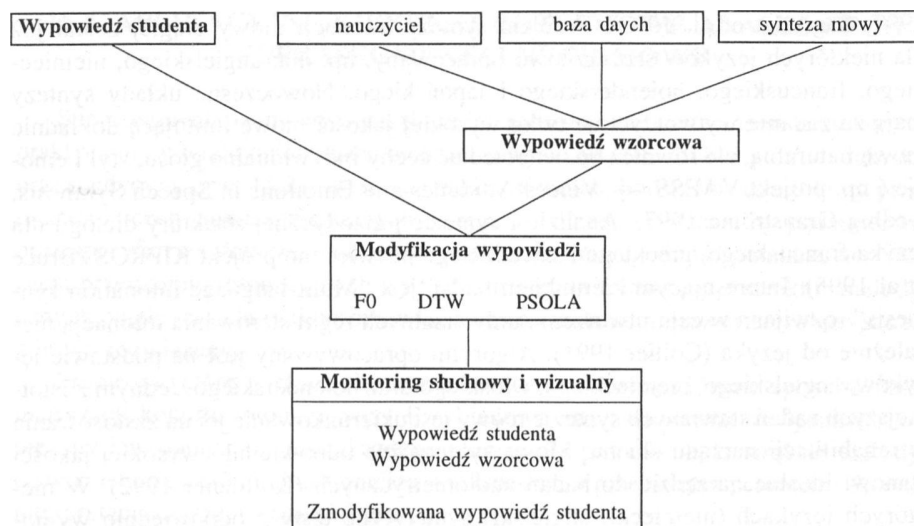 Wypowiedź studenta nauczyciel baza daych synteza mowy
Wypowiedź wzorcowa
Modyfikacja wypowiedzi
F0 DTW PSOLA
Monitoring słuchowy i wizualny
Wypowiedź studenta
Wypowiedź wzorcowa
Zmodyfikowana wypowiedź studenta